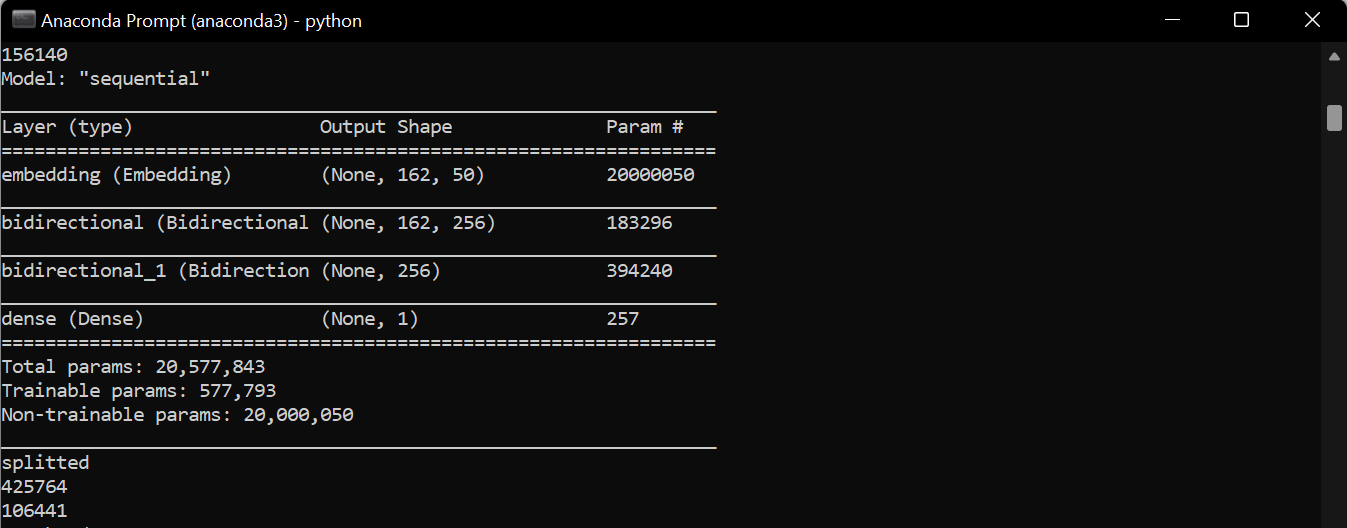 Anaconda Prompt (anaconda3) - python
156140
Model: "sequential"
_________________________________________________________________
Layer (type)                 Output Shape              Param #
=================================================================
embedding (Embedding)        (None, 162, 50)           20000050
_________________________________________________________________
bidirectional (Bidirectional (None, 162, 256)          183296
_________________________________________________________________
bidirectional_1 (Bidirection (None, 256)               394240
_________________________________________________________________
dense (Dense)                (None, 1)                 257
=================================================================
Total params: 20,577,843
Trainable params: 577,793
Non-trainable params: 20,000,050
_________________________________________________________________
splitted
425764
106441